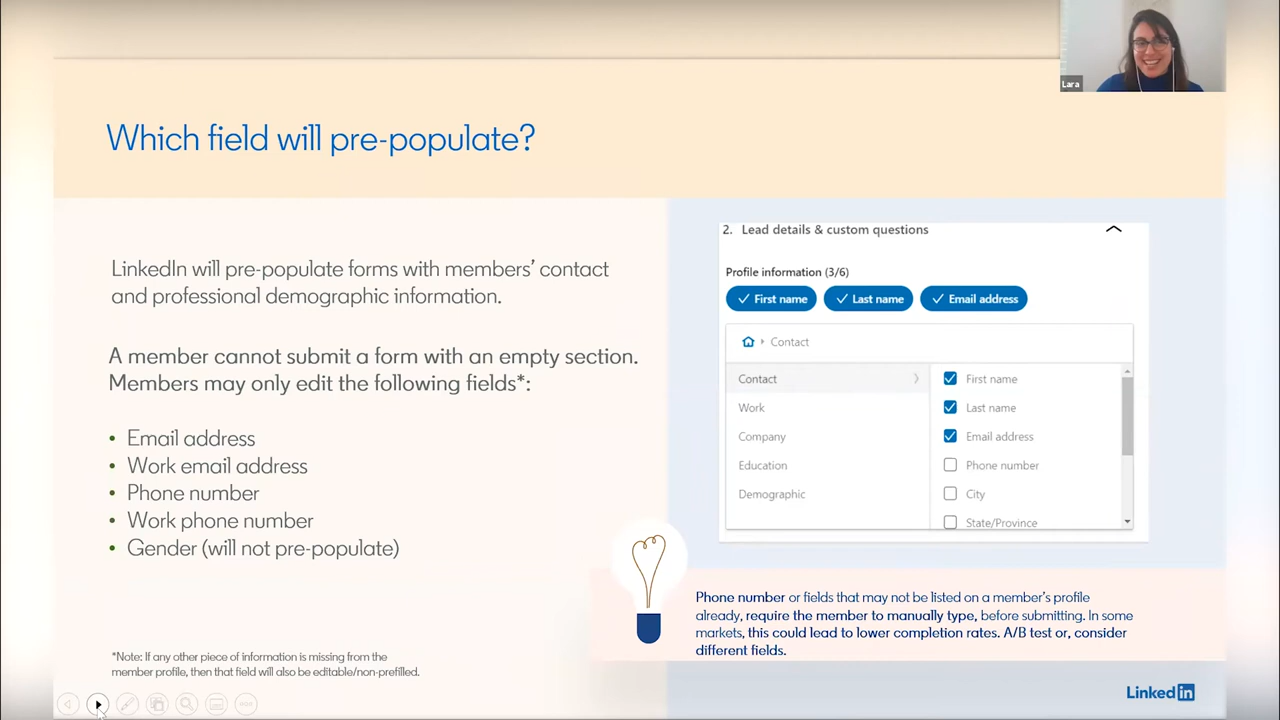 Lara
Which field will pre-populate?
LinkedIn will pre-populate forms with members' contact
and professional demographic information.
A member cannot submit a form with an empty section.
Members may only edit the following fields*:
• Email address
• Work email address
• Phone number
• Work phone number
• Gender (will not pre-populate)
*Note: If any other piece of information is missing from the
member profile, then that field will also be editable/non-prefilled.
2. Lead details & custom questions
Profile information (3/6)
First name Last name Email address
Contact
Contact
Work
Company
Education
Demographic
First name
Last name
Email address
Phone number
City
State/Province
Phone number or fields that may not be listed on a member's profile
already, require the member to manually type, before submitting. In some
markets, this could lead to lower completion rates. A/B test or, consider
different fields.
Linked in